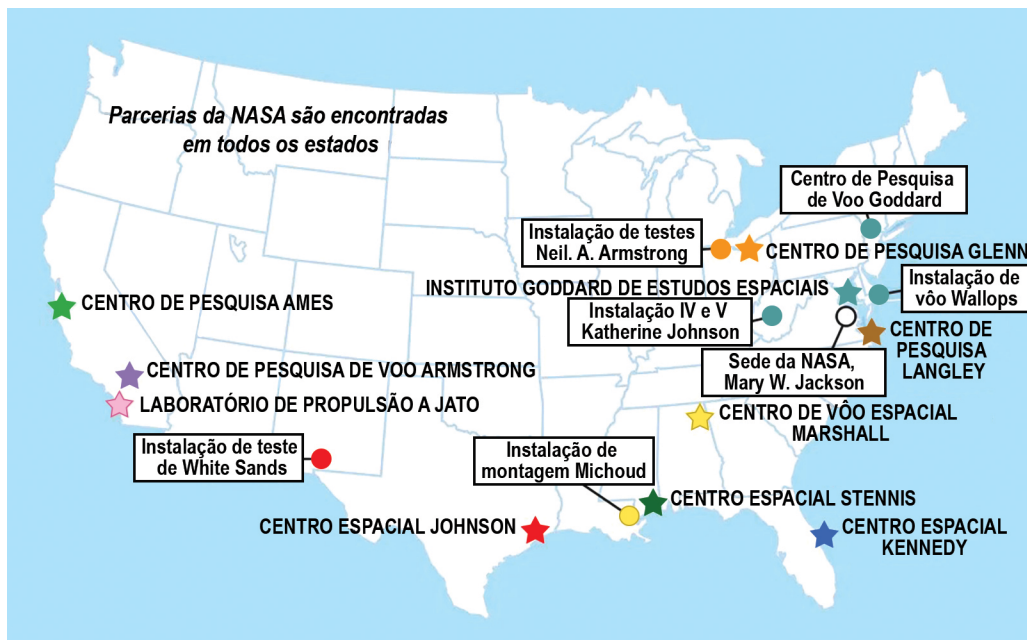 Parcerias da NASA são encontradas
em todos os estados
Centro de Pesquisa
de Voo Goddard
Instalação de testes
Neil. A. Armstrong
CENTRO DE PESQUISA GLENN
INSTITUTO GODDARD DE ESTUDOS ESPACIAIS
Instalação de
vôo Wallops
CENTRO DE PESQUISA AMES
Instalação IV e V
Katherine Johnson
CENTRO DE
PESQUISA
LANGLEY
Sede da NASA,
Mary W. Jackson
CENTRO DE PESQUISA DE VOO ARMSTRONG
LABORATÓRIO DE PROPULSÃO A JATO
CENTRO DE VÔO ESPACIAL
MARSHALL
Instalação de teste
de White Sands
Instalação de
montagem Michoud
CENTRO ESPACIAL STENNIS
CENTRO ESPACIAL JOHNSON
CENTRO ESPACIAL
KENNEDY